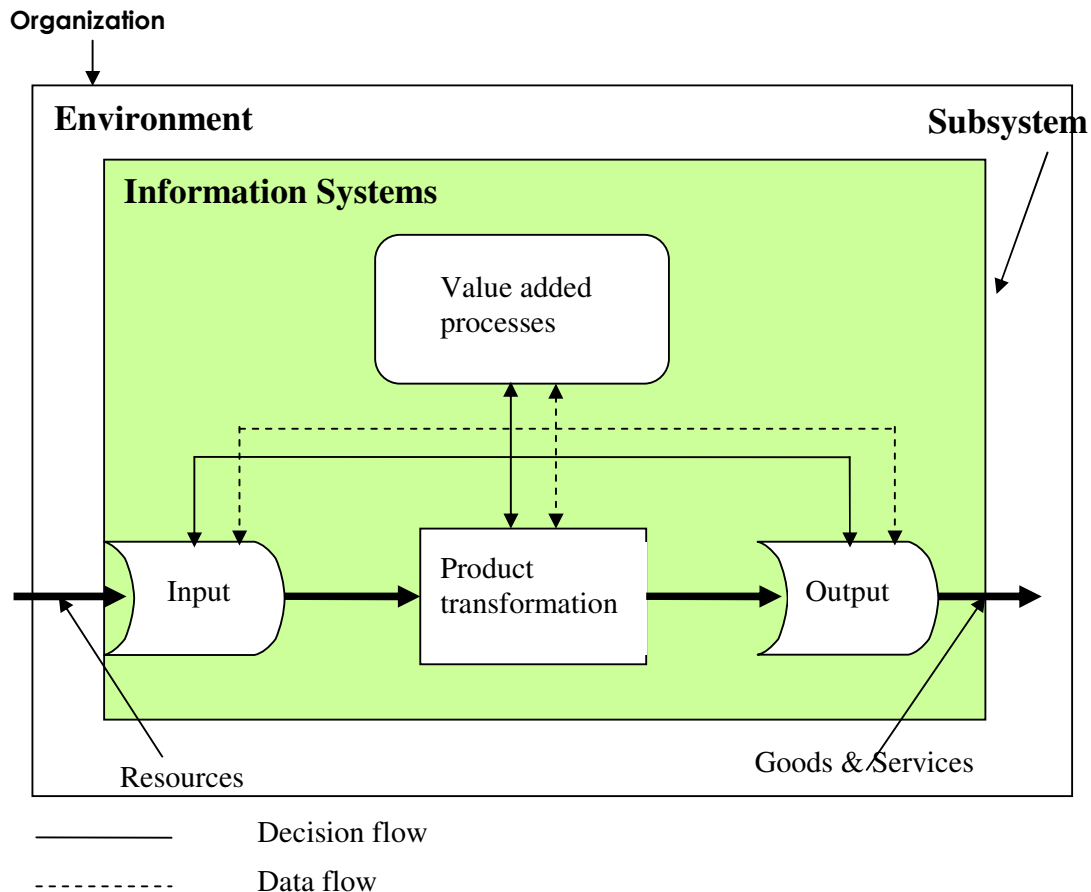 Organization
Environment
Subsystem
Information Systems
Value added
processes
Input
Product
transformation
Output
Resources
Goods & Services
Decision flow
Data flow